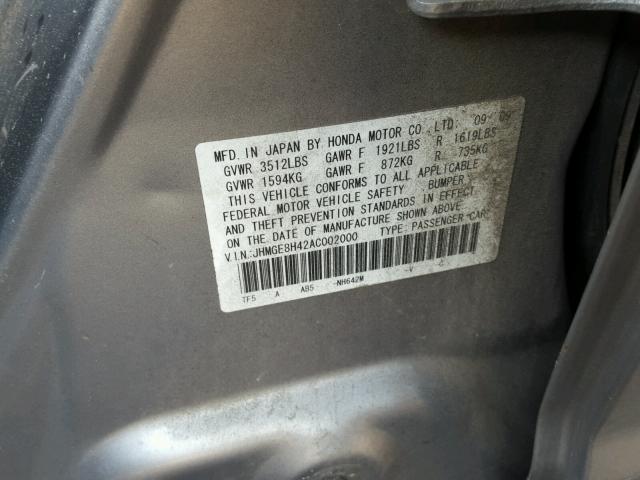 MFD. IN JAPAN BY HONDA MOTOR CO., LTD. 09 09
GVWR 3512LBS GAWR F 1921LBS R 1619LBS
GVWR 1594KG GAWR F 872KG R 735KG
THIS VEHICLE CONFORMS TO ALL APPLICABLE
FEDERAL MOTOR VEHICLE SAFETY BUMPER
AND THEFT PREVENTION STANDARDS IN EFFECT
ON THE DATE OF MANUFACTURE SHOWN ABOVE
V.I.N.:JHMGE8H42AC002000 TYPE: PASSENGER CAR
TF5 A AB5 -NH642M -V